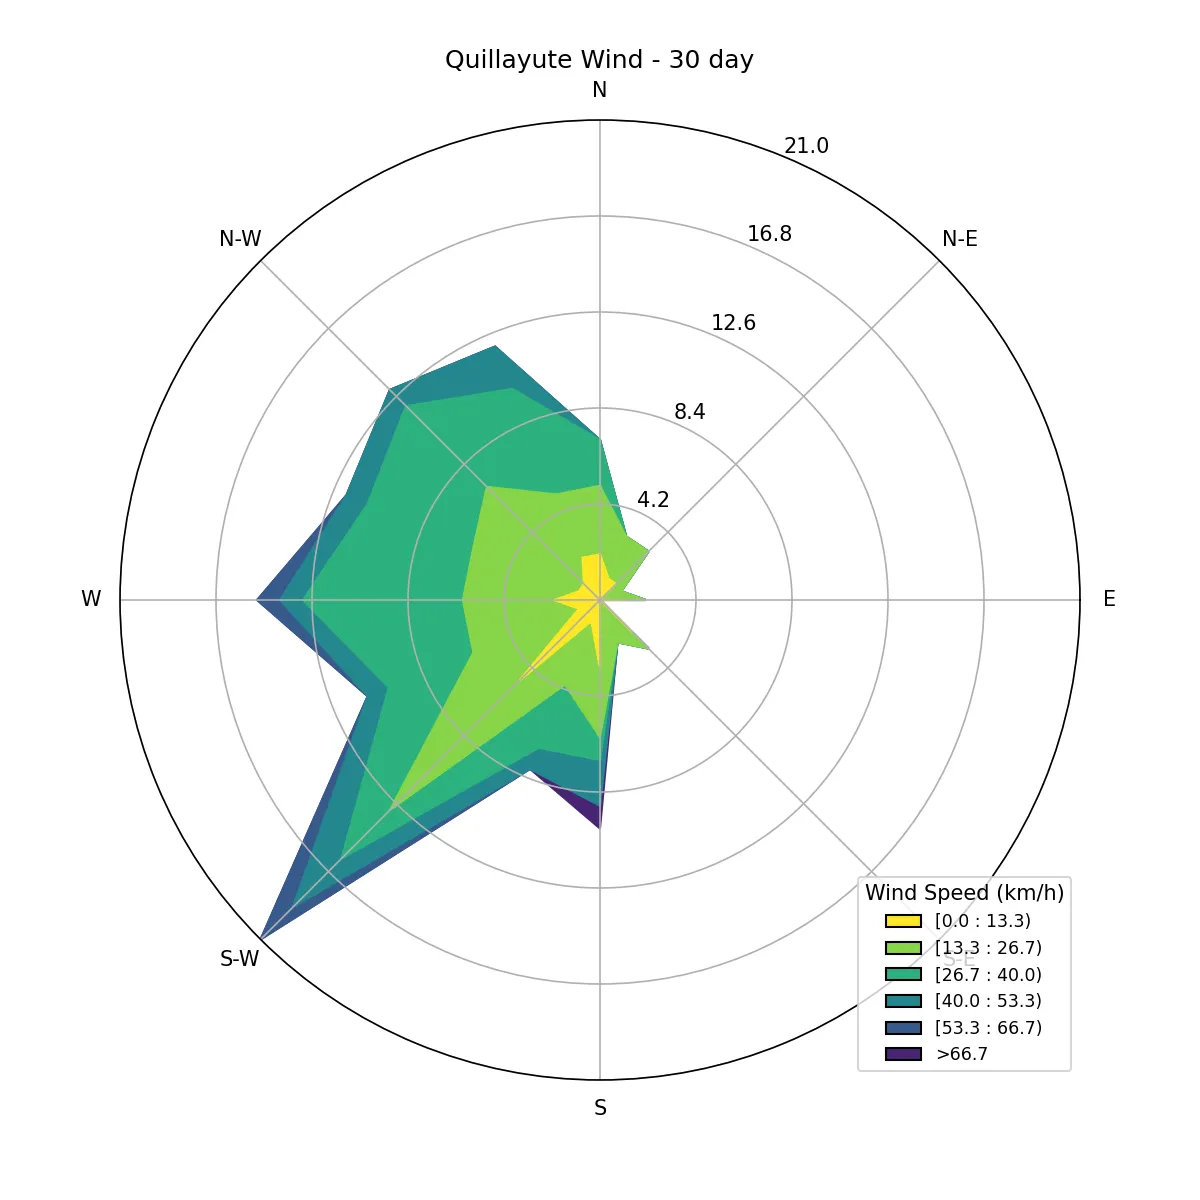 Quillayute Wind - 30 day
N
21.0
16.8
N-W
N-E
12.6
8.4
4.2
W
E
Wind Speed (km/h)
[0.0 : 13.3)
[13.3 : 26.7)
S-W
S-E
[26.7 : 40.0)
[40.0 : 53.3)
[53.3 : 66.7)
>66.7
S